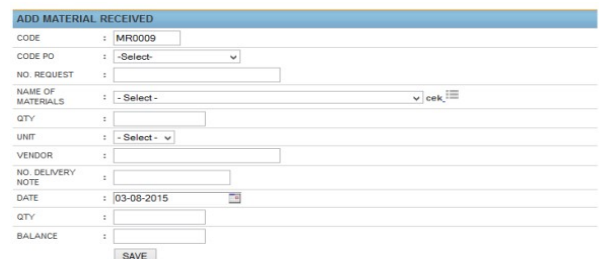 ADD MATERIAL RECEIVED
CODE : MR0009
CODE PO : -Select-
NO. REQUEST :
NAME OF
MATERIALS : - Select - cek
QTY :
UNIT : - Select -
VENDOR :
NO. DELIVERY
NOTE :
DATE : 03-08-2015
QTY :
BALANCE :
SAVE